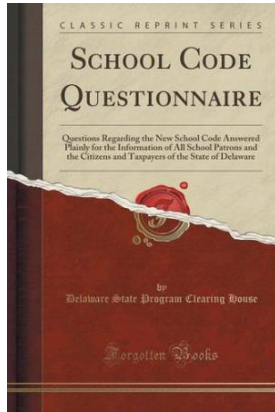 CLASSIC REPRINT SERIES
SCHOOL CODE
QUESTIONNAIRE
Questions Regarding the New School Code Answered
Plainly for the Information of All School Patrons and
the Citizens and Taxpayers of the State of Delaware
by
Delaware State Program Clearing House
Forgotten Books